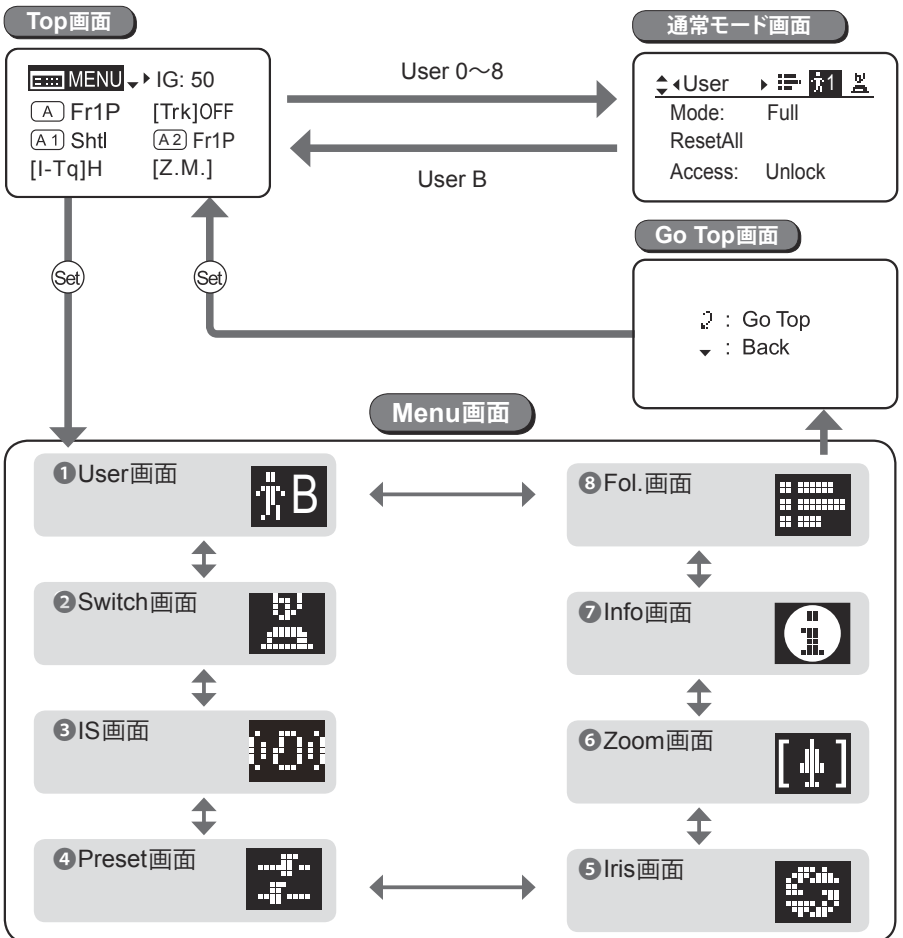 Top画面
MENU IG: 50
A Fr1P [Trk]OFF
A1 Shtl A2 Fr1P
[I-Tq]H [Z.M.]
User 0〜8
User B
通常モード画面
User 1
Mode: Full
ResetAll
Access: Unlock
Go Top画面
: Go Top
: Back
Set
Set
Menu画面
❶User画面
B
❷Switch画面
❸IS画面
❹Preset画面
❽Fol.画面
❼Info画面
i
❻Zoom画面
❺Iris画面